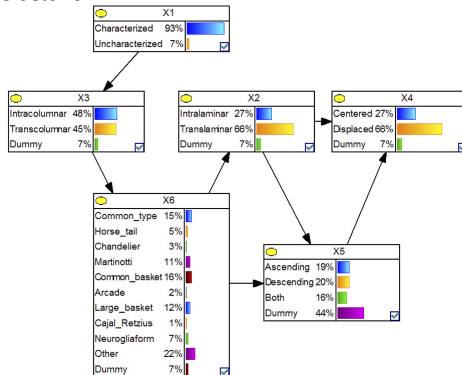 X1
Characterized 93%
Uncharacterized 7%
X3
Intracolumnar 48%
Transcolumnar 45%
Dummy 7%
X2
Intralaminar 27%
Translaminar 66%
Dummy 7%
X4
Centered 27%
Displaced 66%
Dummy 7%
X6
Common_type 15%
Horse_tail 5%
Chandelier 3%
Martinotti 11%
Common_basket 16%
Arcade 2%
Large_basket 12%
Cajal_Retzius 1%
Neurogliaform 7%
Other 22%
Dummy 7%
X5
Ascending 19%
Descending 20%
Both 16%
Dummy 44%